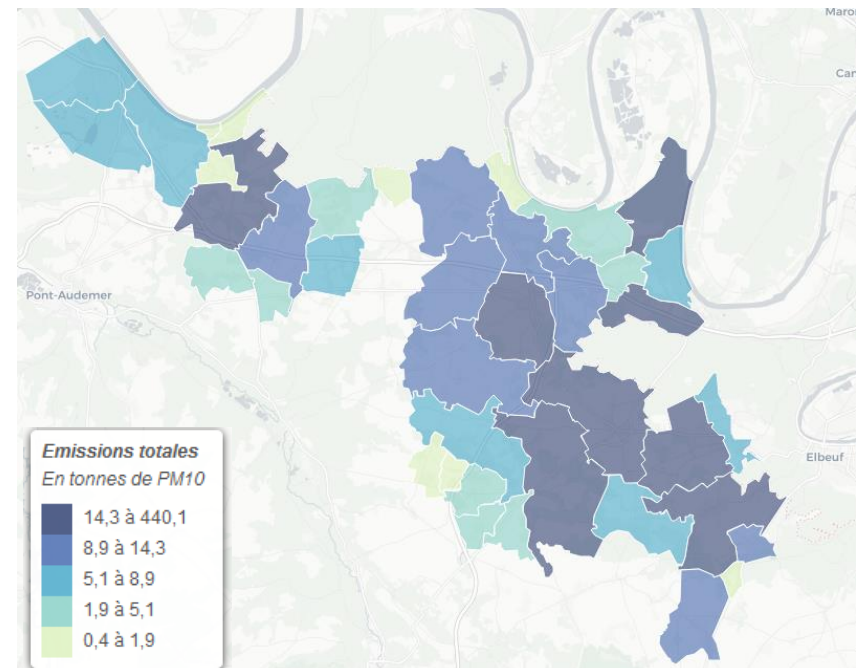 Maro
Can
Pont-Audemer
Elbeuf
Emissions totales
En tonnes de PM10
14,3 à 440,1
8,9 à 14,3
5,1 à 8,9
1,9 à 5,1
0,4 à 1,9